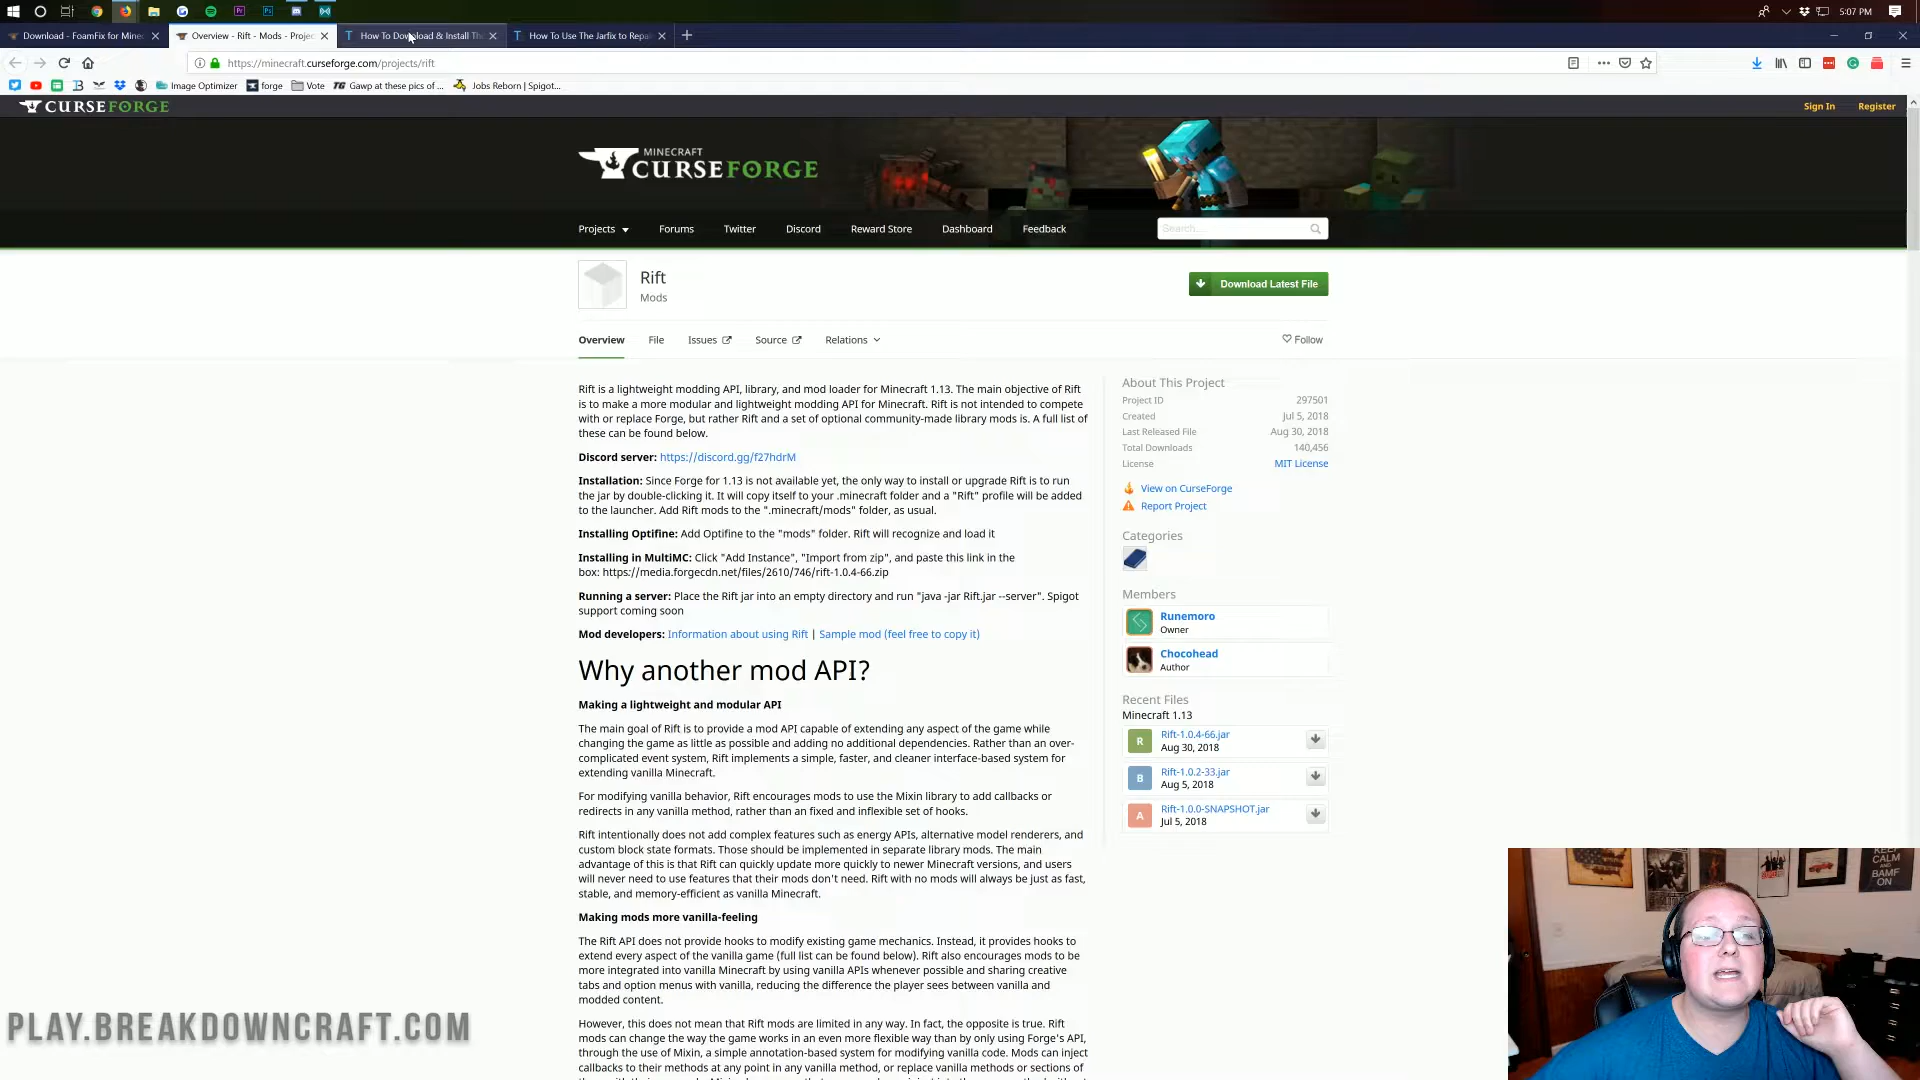 5:07 PM
Download - FoamFix for Mine
Overview - Rift - Mods - Projec
How To Download & Install Th
How To Use The Jarfix to Repa
https://minecraft.curseforge.com/projects/rift
Image Optimizer
forge
Vote
TG Gawp at these pics of ...
Jobs Reborn | Spigot...
CURSEFORGE
Sign In
Register
MINECRAFT
CURSEFORGE
Projects
Forums
Twitter
Discord
Reward Store
Dashboard
Feedback
Search...
Rift
Mods
Download Latest File
Overview
File
Issues
Source
Relations
Follow
Rift is a lightweight modding API, library, and mod loader for Minecraft 1.13. The main objective of Rift
is to make a more modular and lightweight modding API for Minecraft. Rift is not intended to compete
with or replace Forge, but rather Rift and a set of optional community-made library mods is. A full list of
these can be found below.
Discord server: https://discord.gg/f27hdrM
Installation: Since Forge for 1.13 is not available yet, the only way to install or upgrade Rift is to run
the jar by double-clicking it. It will copy itself to your .minecraft folder and a "Rift" profile will be added
to the launcher. Add Rift mods to the ".minecraft/mods" folder, as usual.
Installing Optifine: Add Optifine to the "mods" folder. Rift will recognize and load it
Installing in MultiMC: Click "Add Instance", "Import from zip", and paste this link in the
box: https://media.forgecdn.net/files/2610/746/rift-1.0.4-66.zip
Running a server: Place the Rift jar into an empty directory and run "java -jar Rift.jar --server". Spigot
support coming soon
Mod developers: Information about using Rift | Sample mod (feel free to copy it)
Why another mod API?
Making a lightweight and modular API
The main goal of Rift is to provide a mod API capable of extending any aspect of the game while
changing the game as little as possible and adding no additional dependencies. Rather than an over-
complicated event system, Rift implements a simple, faster, and cleaner interface-based system for
extending vanilla Minecraft.
For modifying vanilla behavior, Rift encourages mods to use the Mixin library to add callbacks or
redirects in any vanilla method, rather than an fixed and inflexible set of hooks.
Rift intentionally does not add complex features such as energy APIs, alternative model renderers, and
custom block state formats. Those should be implemented in separate library mods. The main
advantage of this is that Rift can quickly update more quickly to newer Minecraft versions, and users
will never need to use features that their mods don't need. Rift with no mods will always be just as fast,
stable, and memory-efficient as vanilla Minecraft.
Making mods more vanilla-feeling
The Rift API does not provide hooks to modify existing game mechanics. Instead, it provides hooks to
extend every aspect of the vanilla game (full list can be found below). Rift also encourages mods to be
more integrated into vanilla Minecraft by using vanilla APIs whenever possible and sharing creative
tabs and option menus with vanilla, reducing the difference the player sees between vanilla and
modded content.
However, this does not mean that Rift mods are limited in any way. In fact, the opposite is true. Rift
mods can change the way the game works in an even more flexible way than by only using Forge's API,
through the use of Mixin, a simple annotation-based system for modifying vanilla code. Mods can inject
callbacks to their methods at any point in any vanilla method, or replace vanilla methods or sections of
About This Project
Project ID 297501
Created Jul 5, 2018
Last Released File Aug 30, 2018
Total Downloads 140,456
License MIT License
View on CurseForge
Report Project
Categories
Members
Runemoro
Owner
Chocohead
Author
Recent Files
Minecraft 1.13
R Rift-1.0.4-66.jar
Aug 30, 2018
B Rift-1.0.2-33.jar
Aug 5, 2018
A Rift-1.0.0-SNAPSHOT.jar
Jul 5, 2018
KEEP
CALM
AND
BAMF
ON
PLAY.BREAKDOWNCRAFT.COM